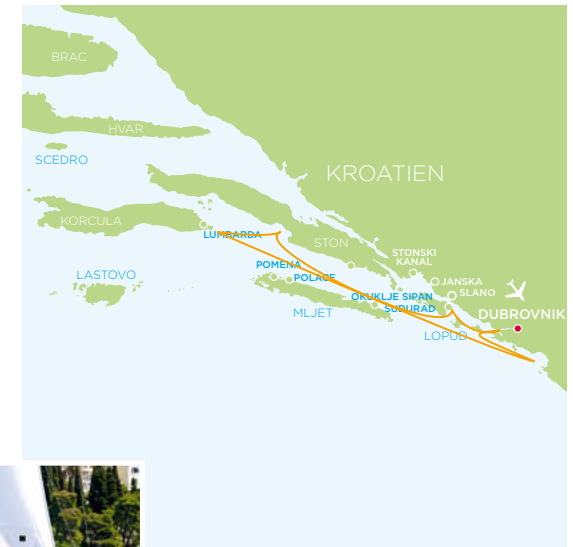 BRAC
HVAR
SCEDRO
KROATIEN
KORCULA
LUMBARDA
STON
STONSKI
KANAL
POMENA
POLACE
LASTOVO
JANSKA
SLANO
OKUKLJE SIPAN
SUDURAD
MLJET
DUBROVNIK
LOPUD